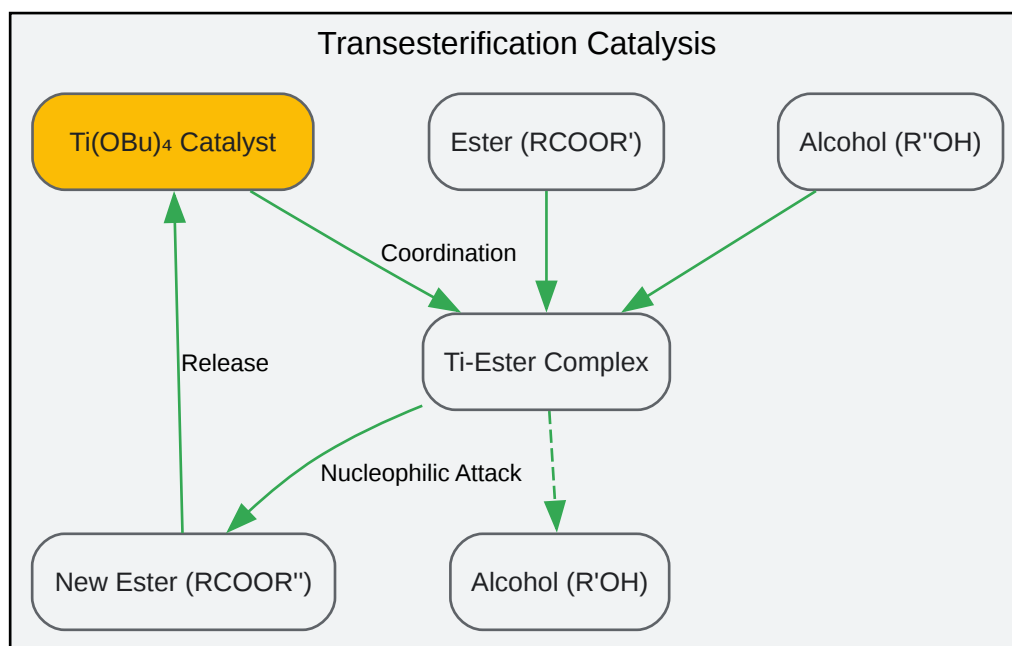 Transesterification Catalysis
Ti(OBu)₄ Catalyst
Ester (RCOOR')
Alcohol (R''OH)
Coordination
Ti-Ester Complex
Release
Nucleophilic Attack
New Ester (RCOOR'')
Alcohol (R'OH)